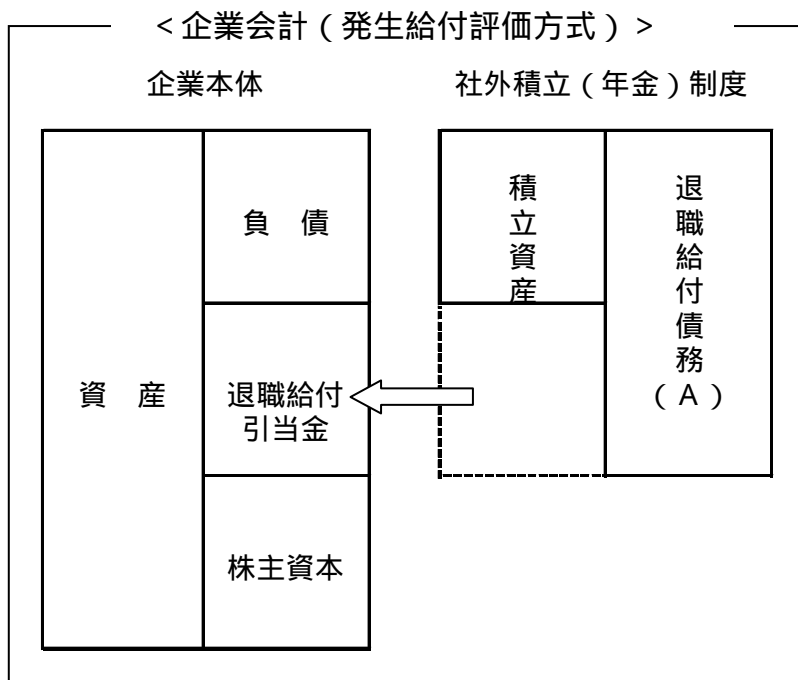 ＜企業会計（発生給付評価方式）＞
企業本体
社外積立（年金）制度
資　産
負　債
退職給付
引当金
株主資本
積立資産
退職給付債務（Ａ）